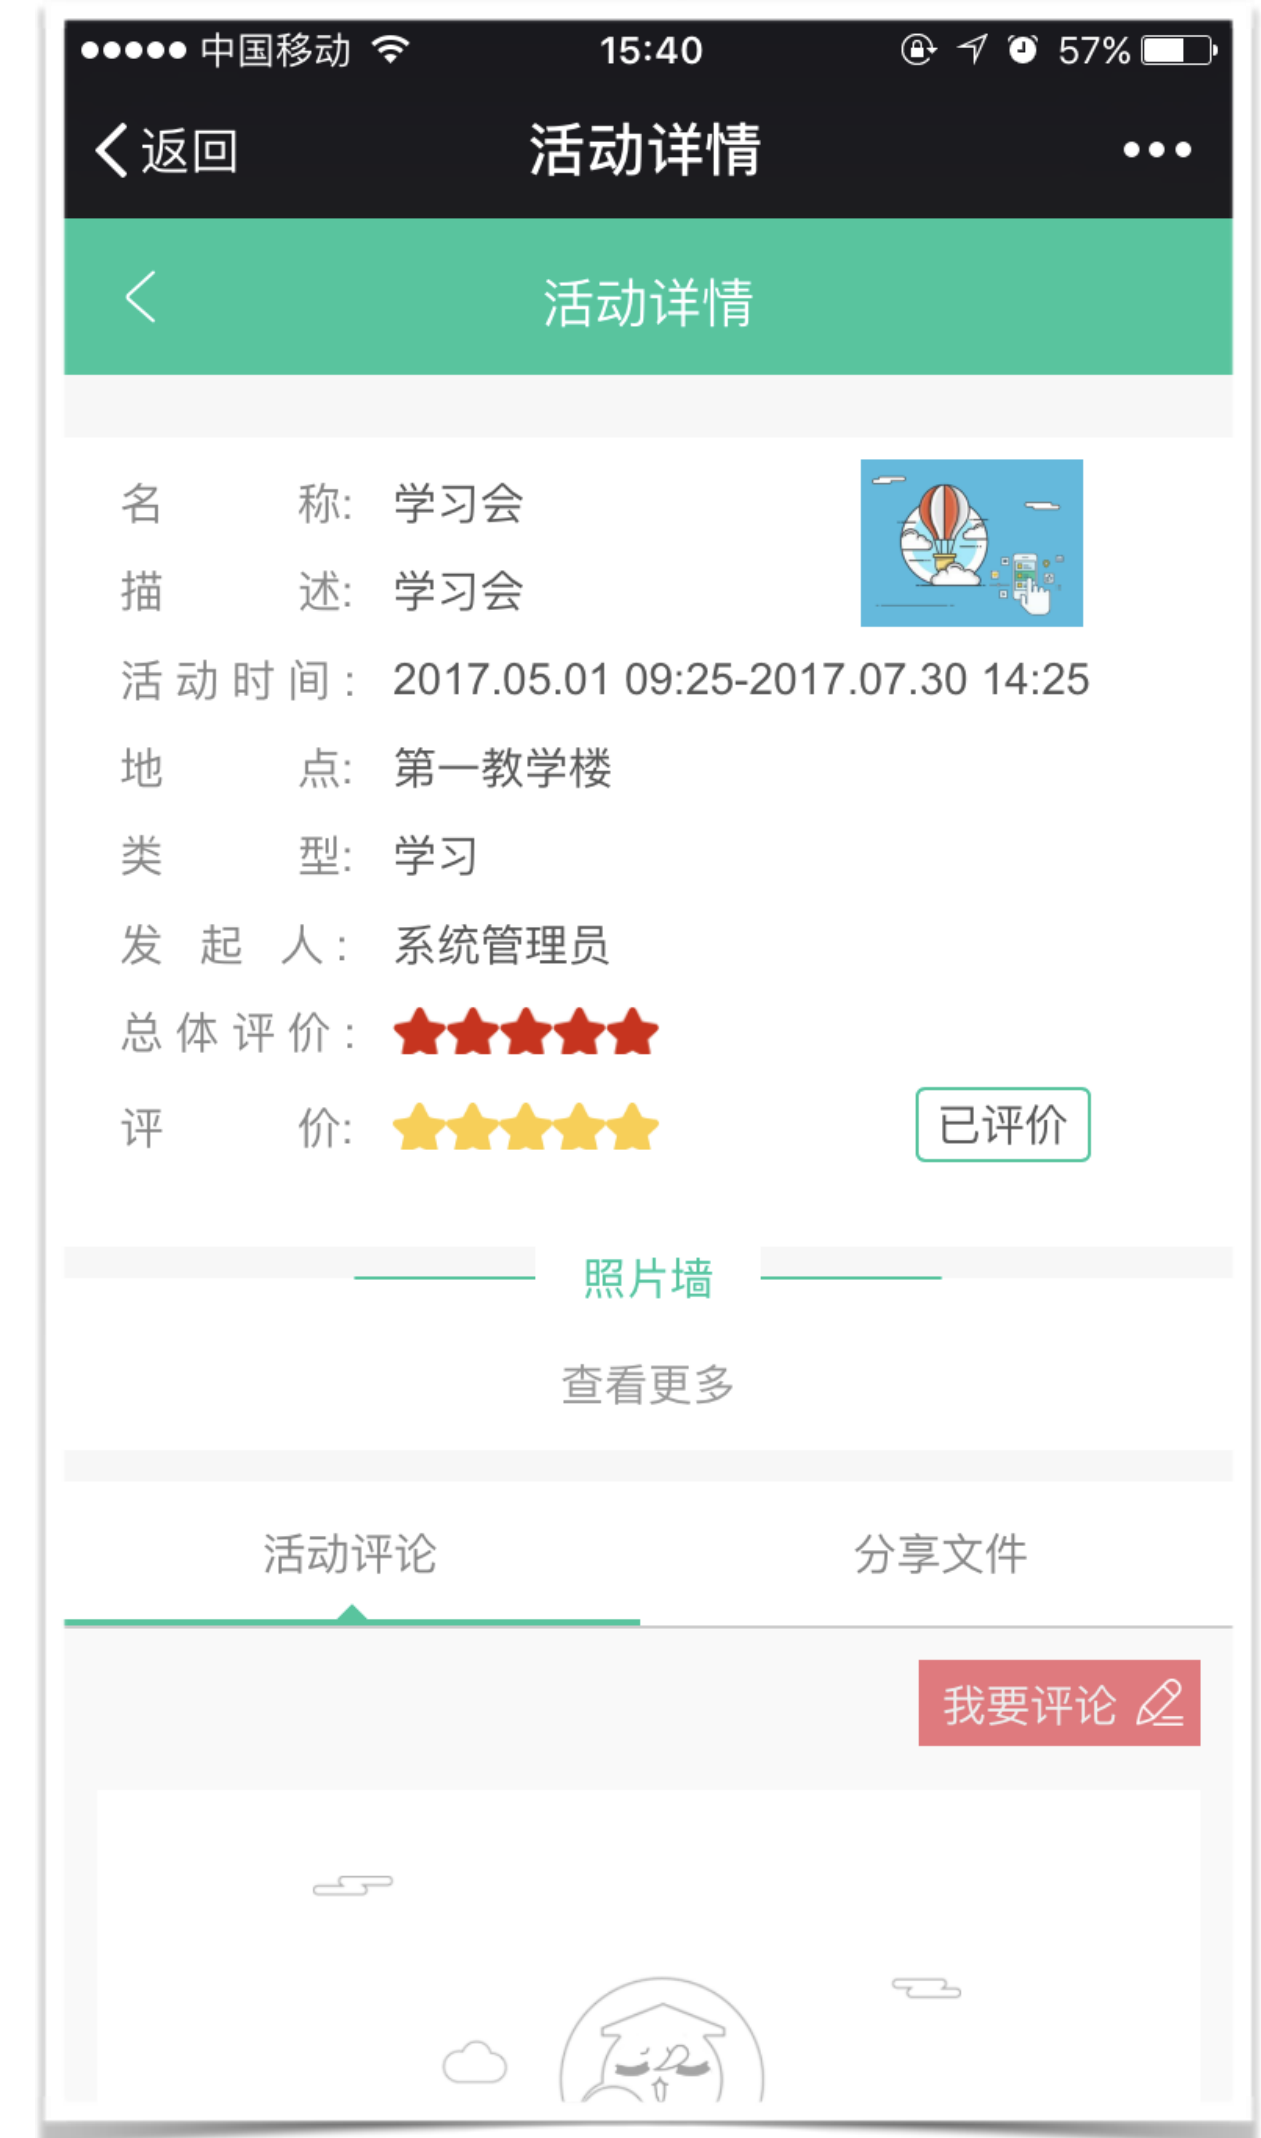 中国移动 15:40 57%
返回 活动详情
活动详情
名 称: 学习会
描 述: 学习会
活动时间: 2017.05.01 09:25-2017.07.30 14:25
地 点: 第一教学楼
类 型: 学习
发起人: 系统管理员
总体评价:
评 价: 已评价
照片墙
查看更多
活动评论 分享文件
我要评论